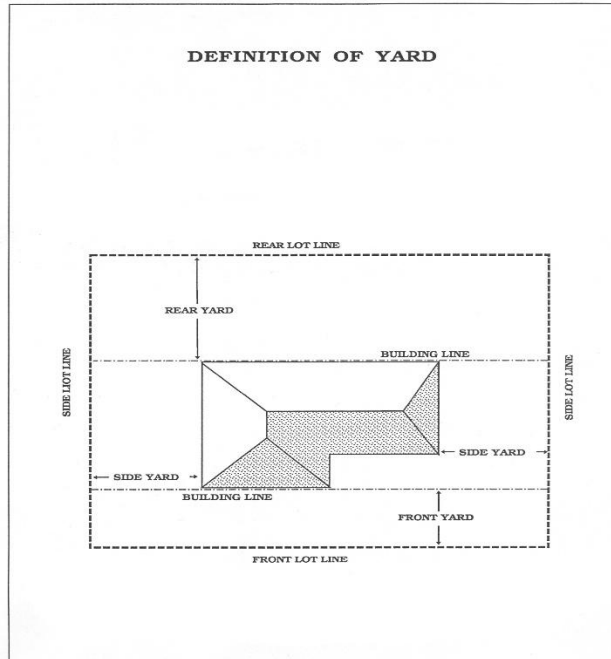 DEFINITION OF YARD
REAR LOT LINE
REAR YARD
BUILDING LINE
SIDE LIOT LINE
SIDE LOT LINE
SIDE YARD
SIDE YARD
BUILDING LINE
FRONT YARD
FRONT LOT LINE